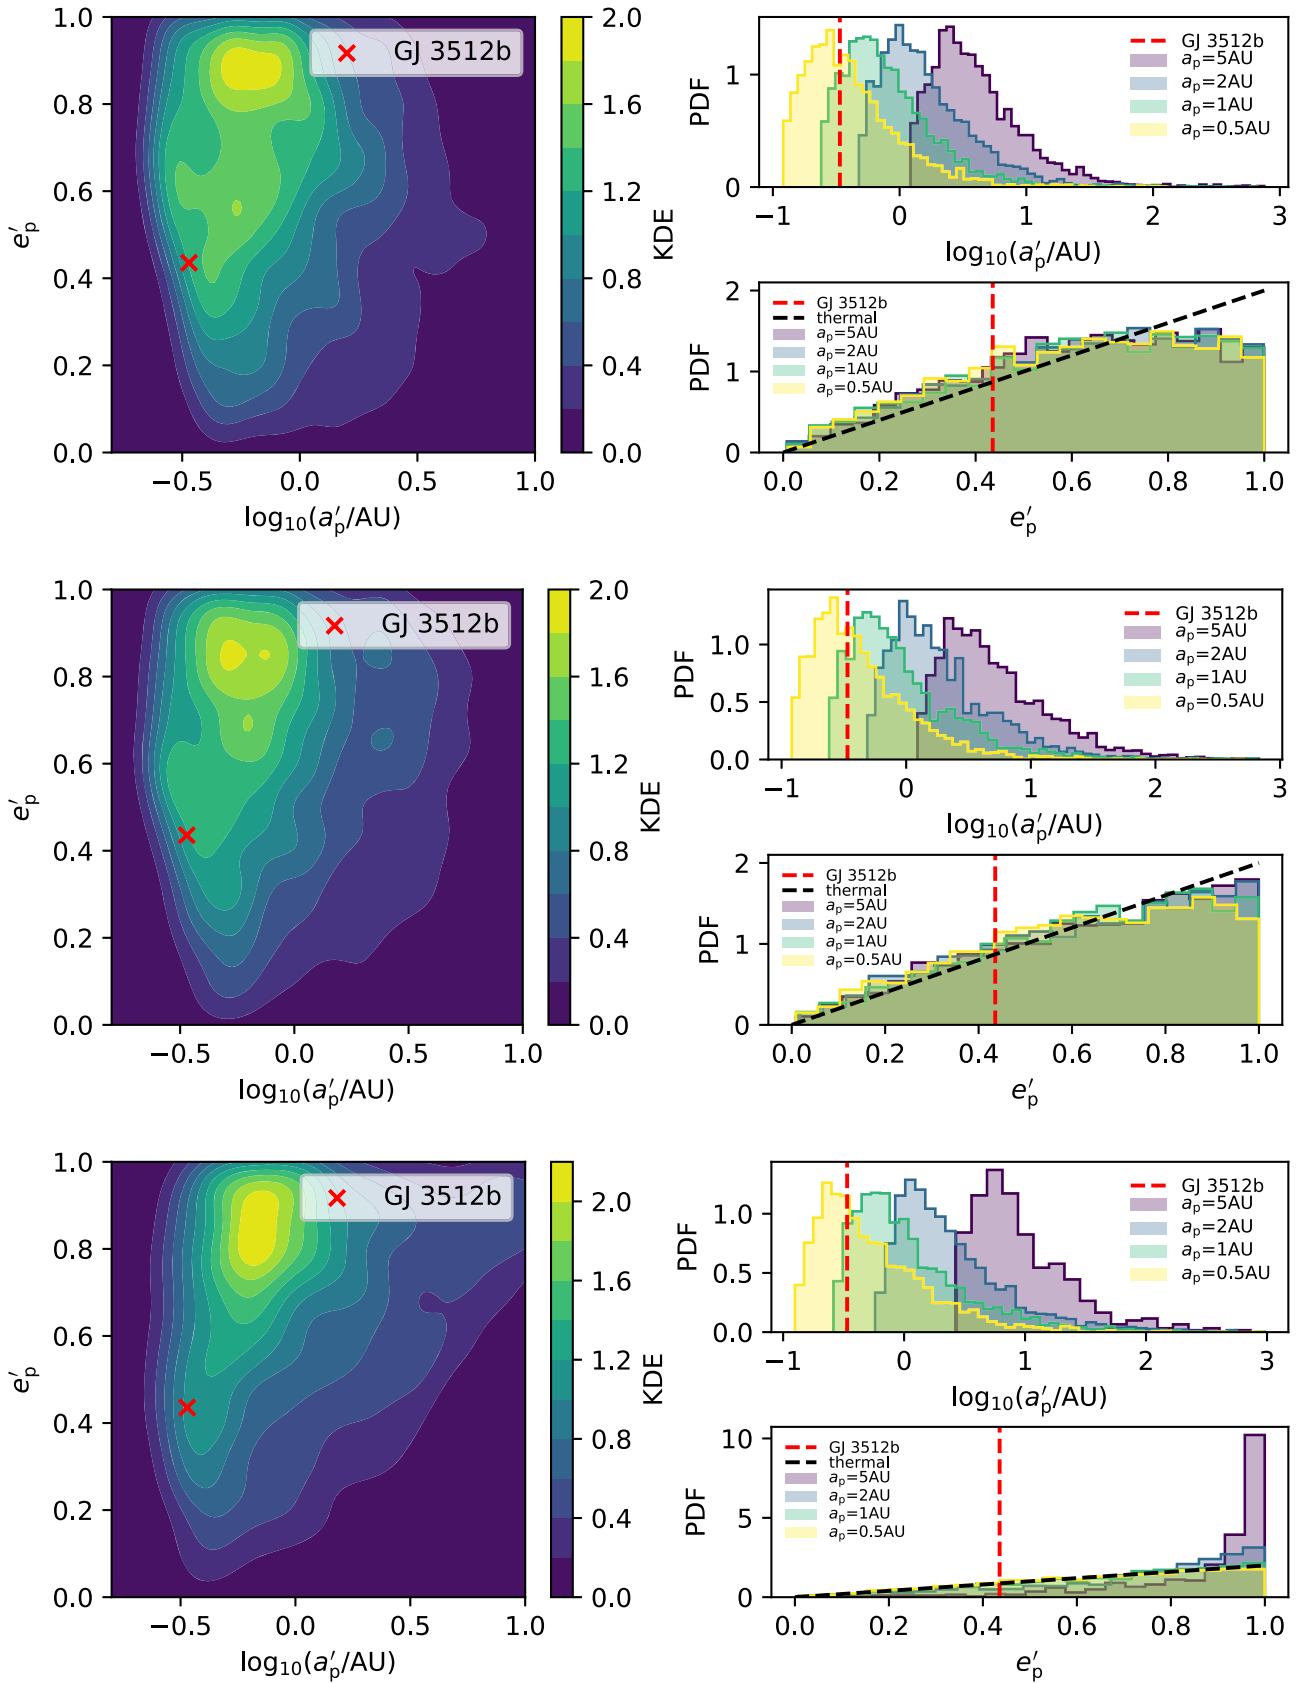 1.0
0.8
0.6
0.4
0.2
0.0
e′p
−0.5
0.0
0.5
1.0
log10(a′p/AU)
GJ 3512b
2.0
1.6
1.2
0.8
0.4
0.0
KDE
1
0
PDF
−1
0
1
2
3
log10(a′p/AU)
GJ 3512b
ap=5AU
ap=2AU
ap=1AU
ap=0.5AU
2
1
0
PDF
0.0
0.2
0.4
0.6
0.8
1.0
e′p
GJ 3512b
thermal
ap=5AU
ap=2AU
ap=1AU
ap=0.5AU
1.0
0.8
0.6
0.4
0.2
0.0
e′p
−0.5
0.0
0.5
1.0
log10(a′p/AU)
GJ 3512b
2.0
1.6
1.2
0.8
0.4
0.0
KDE
1.0
0.5
0.0
PDF
−1
0
1
2
3
log10(a′p/AU)
GJ 3512b
ap=5AU
ap=2AU
ap=1AU
ap=0.5AU
2
1
0
PDF
0.0
0.2
0.4
0.6
0.8
1.0
e′p
GJ 3512b
thermal
ap=5AU
ap=2AU
ap=1AU
ap=0.5AU
1.0
0.8
0.6
0.4
0.2
0.0
e′p
−0.5
0.0
0.5
1.0
log10(a′p/AU)
GJ 3512b
2.0
1.6
1.2
0.8
0.4
0.0
KDE
1.0
0.5
0.0
PDF
−1
0
1
2
3
log10(a′p/AU)
GJ 3512b
ap=5AU
ap=2AU
ap=1AU
ap=0.5AU
10
5
0
PDF
0.0
0.2
0.4
0.6
0.8
1.0
e′p
GJ 3512b
thermal
ap=5AU
ap=2AU
ap=1AU
ap=0.5AU